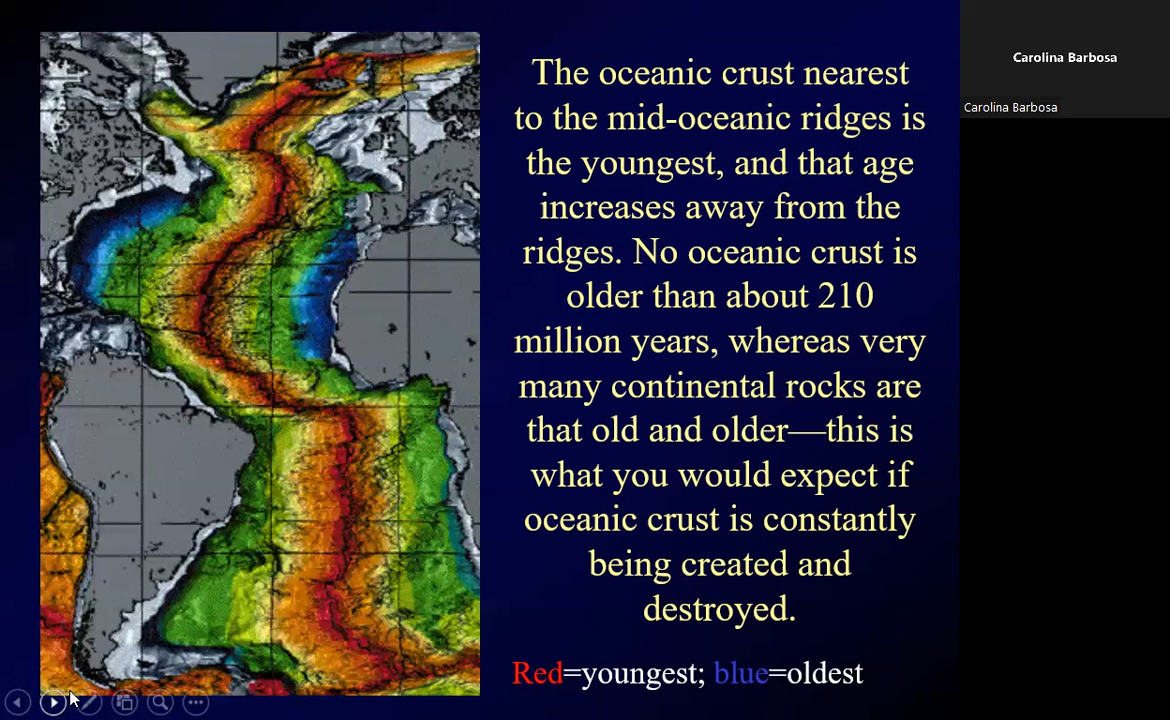 The oceanic crust nearest
to the mid-oceanic ridges is
the youngest, and that age
increases away from the
ridges. No oceanic crust is
older than about 210
million years, whereas very
many continental rocks are
that old and older—this is
what you would expect if
oceanic crust is constantly
being created and
destroyed.
Red=youngest; blue=oldest
Carolina Barbosa
Carolina Barbosa